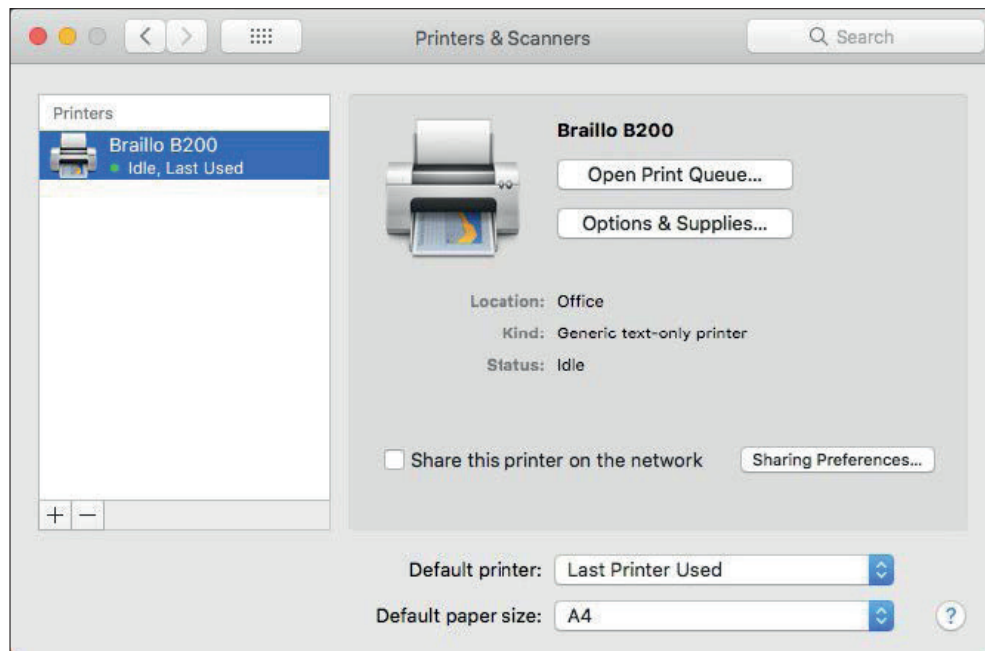 Printers & Scanners
Search
Printers
Braillo B200
Idle, Last Used
Braillo B200
Open Print Queue...
Options & Supplies...
Location: Office
Kind: Generic text-only printer
Status: Idle
Share this printer on the network
Sharing Preferences...
+ −
Default printer: Last Printer Used
Default paper size: A4
?